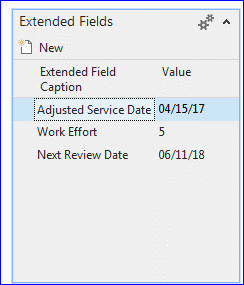 Extended Fields
New
Extended Field Caption Value
Adjusted Service Date 04/15/17
Work Effort 5
Next Review Date 06/11/18